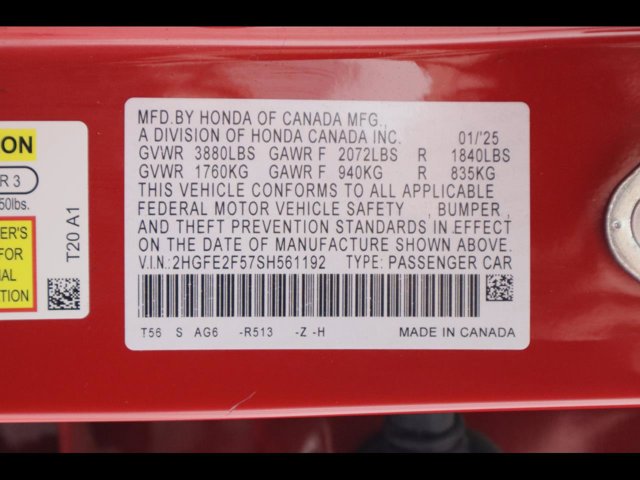 MFD.BY HONDA OF CANADA MFG.,
A DIVISION OF HONDA CANADA INC. 01/'25
GVWR 3880LBS GAWR F 2072LBS R 1840LBS
GVWR 1760KG GAWR F 940KG R 835KG
THIS VEHICLE CONFORMS TO ALL APPLICABLE
FEDERAL MOTOR VEHICLE SAFETY , BUMPER ,
AND THEFT PREVENTION STANDARDS IN EFFECT ON
THE DATE OF MANUFACTURE SHOWN ABOVE.
V.I.N.:2HGFE2F57SH561192 TYPE: PASSENGER CAR
T56 S AG6 -R513 -Z -H MADE IN CANADA
ION
R 3
50lbs.
ER'S
FOR
NAL
ATION
T20 A1